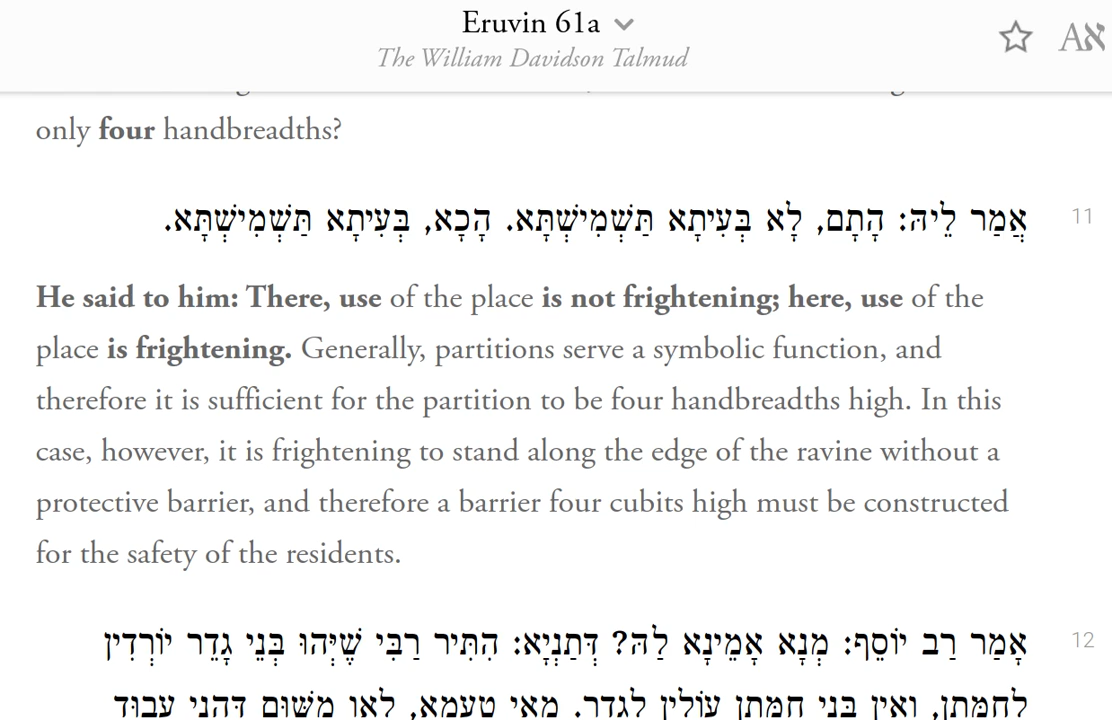 Eruvin 61a
The William Davidson Talmud
Aא
only four handbreadths?
אֲמַר לֵיהּ: הָתָם, לָא בְּעִיתָא תַּשְׁמִישְׁתָּא. הָכָא, בְּעִיתָא תַּשְׁמִישְׁתָּא.
11
He said to him: There, use of the place is not frightening; here, use of the
place is frightening. Generally, partitions serve a symbolic function, and
therefore it is sufficient for the partition to be four handbreadths high. In this
case, however, it is frightening to stand along the edge of the ravine without a
protective barrier, and therefore a barrier four cubits high must be constructed
for the safety of the residents.
אָמַר רַב יוֹסֵף: מְנָא אָמֵינָא לַהּ? דְּתַנְיָא: הִתִּיר רַבִּי שֶׁיְּהוּ בְּנֵי גָדֵר יוֹרְדִין
12
לחמתן, ואין בני חמתן עולין לגדר. מאי טעמא, לאו משּׁוּם דּהני עבוּד